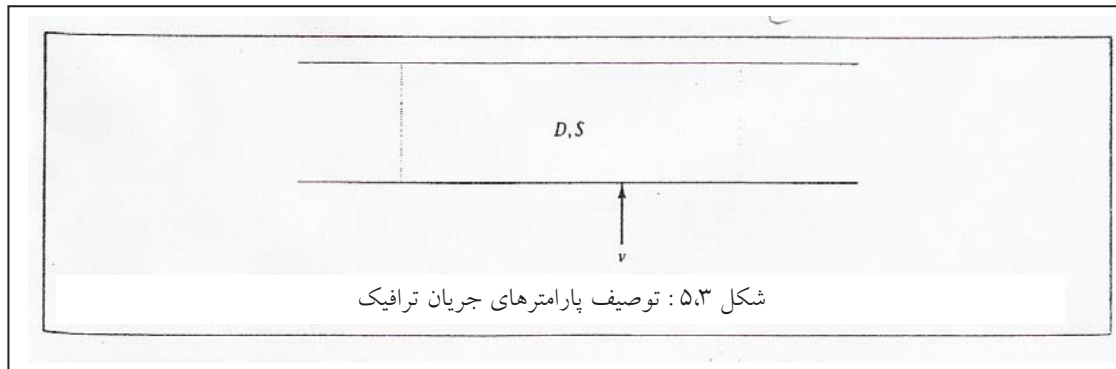 D, S
v
شکل ۵،۳ : توصیف پارامترهای جریان ترافیک